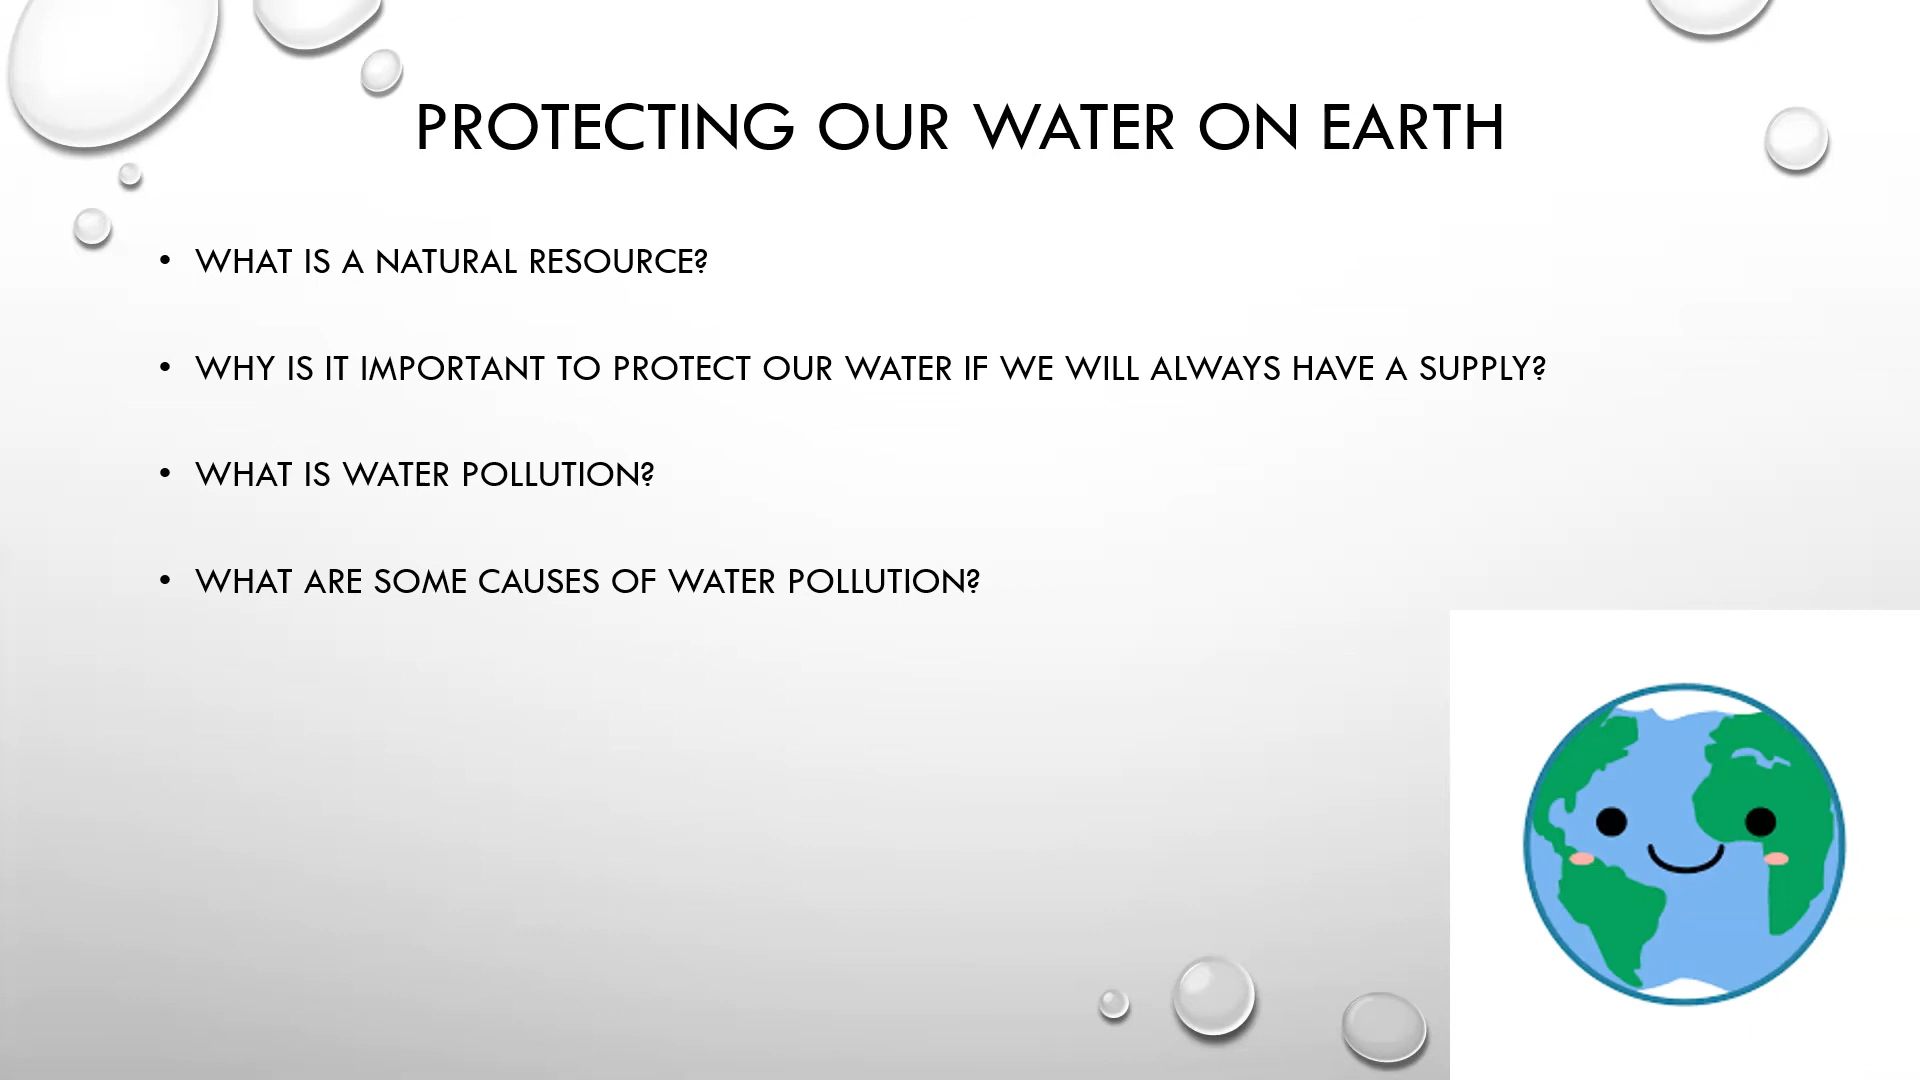 PROTECTING OUR WATER ON EARTH
• WHAT IS A NATURAL RESOURCE?
• WHY IS IT IMPORTANT TO PROTECT OUR WATER IF WE WILL ALWAYS HAVE A SUPPLY?
• WHAT IS WATER POLLUTION?
• WHAT ARE SOME CAUSES OF WATER POLLUTION?